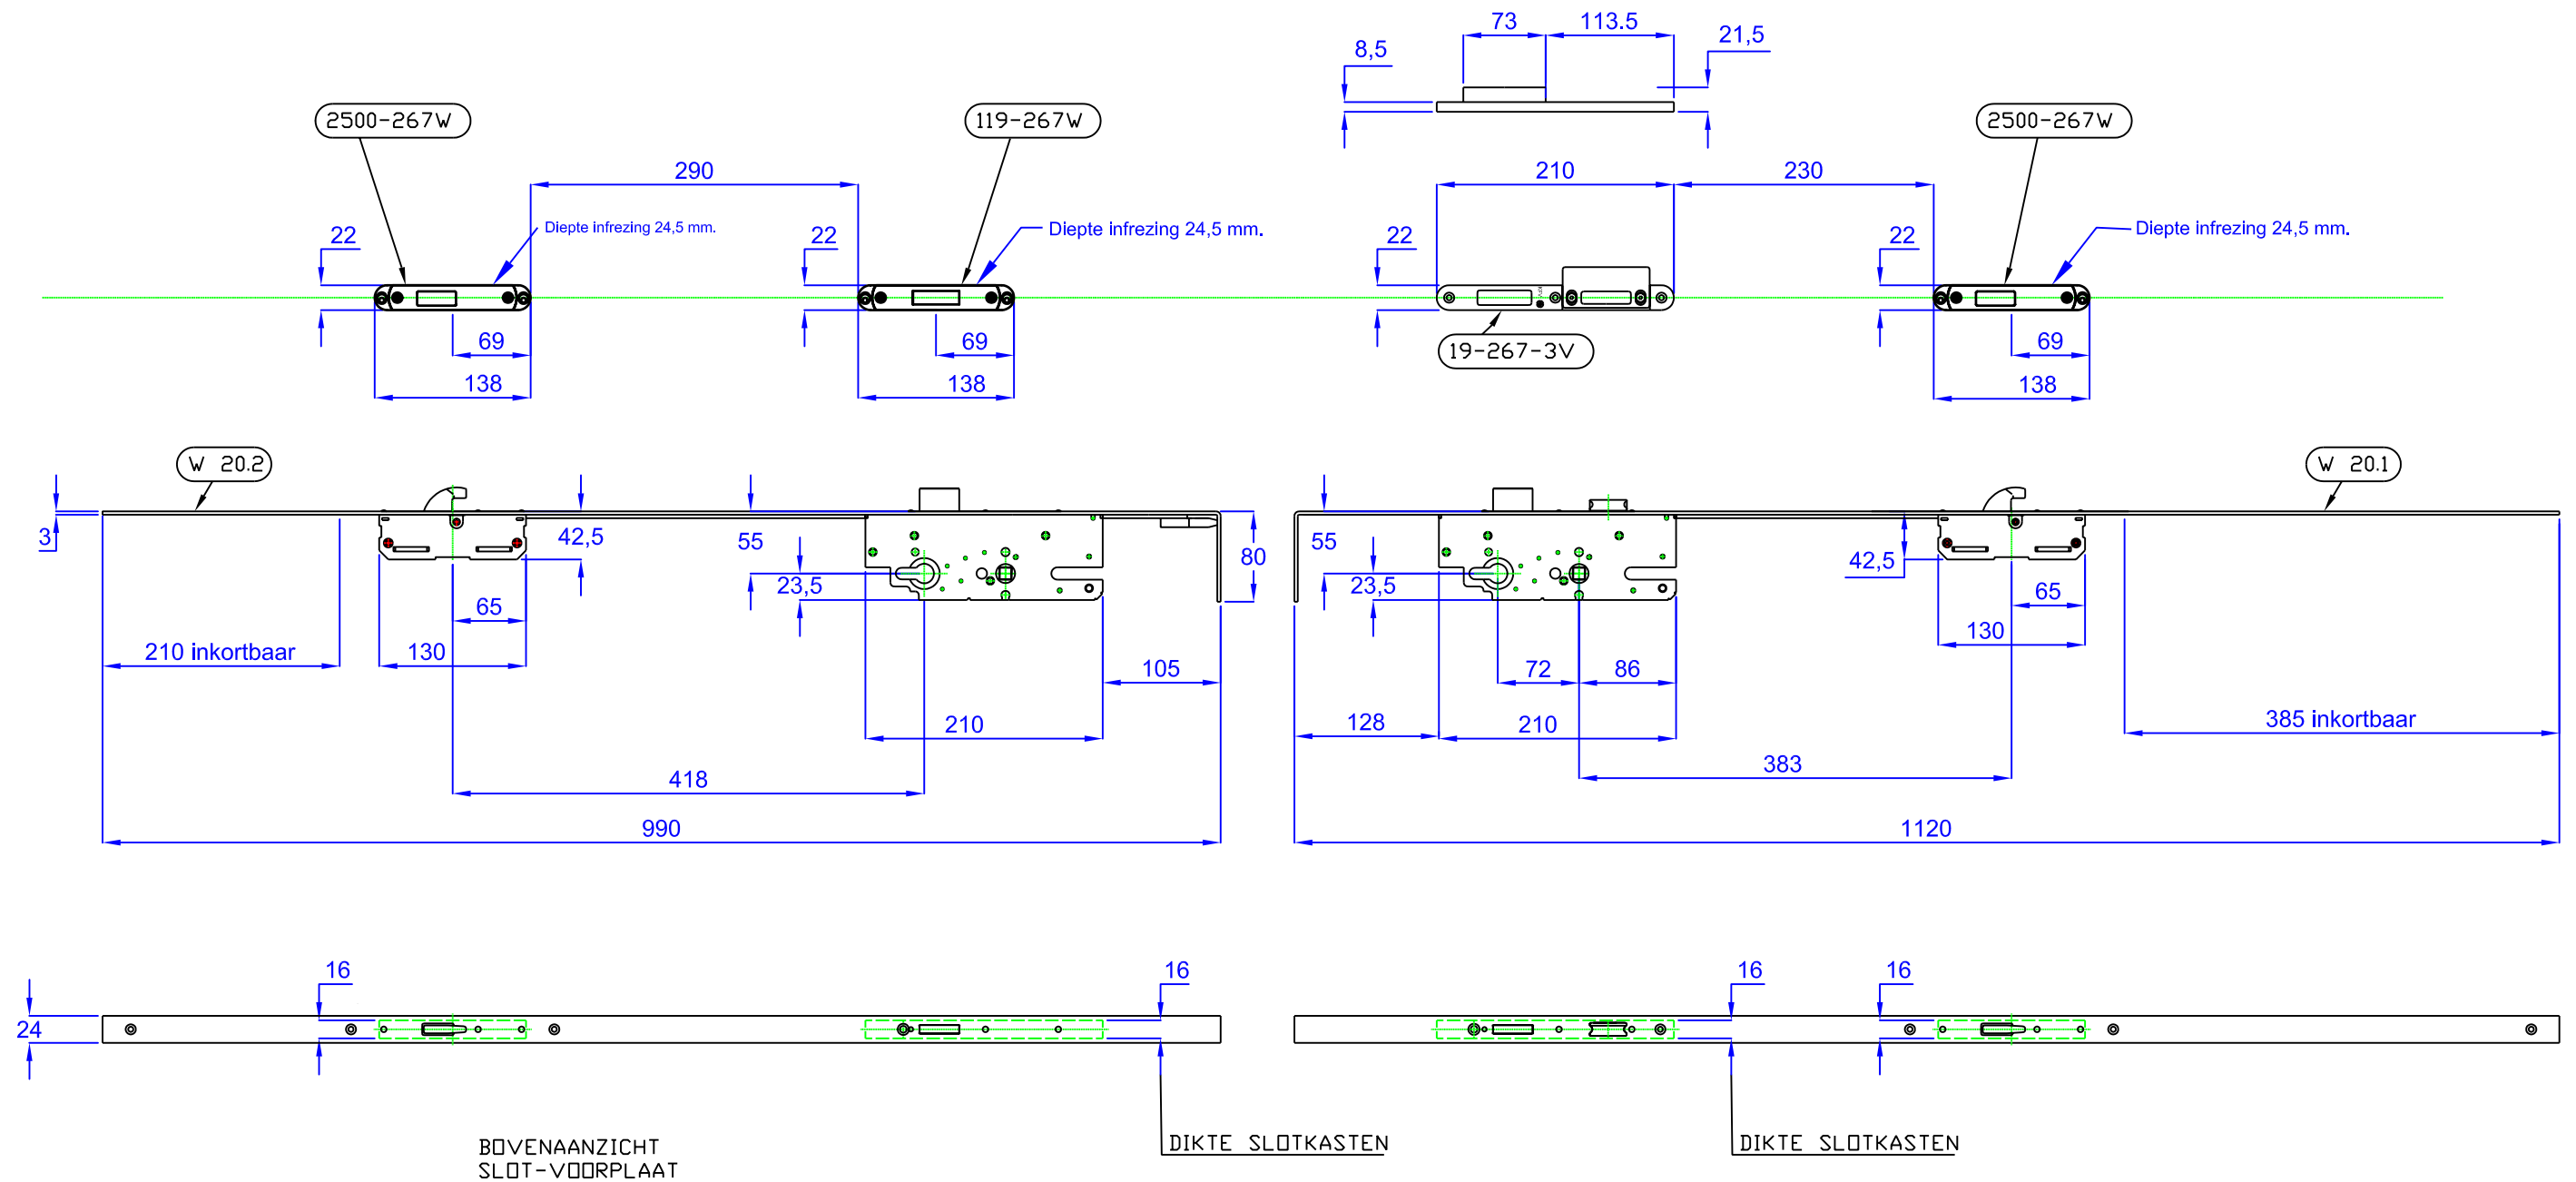 73
113.5
21,5
8,5
2500-267W
119-267W
2500-267W
290
210
230
22
Diepte infrezing 24,5 mm.
22
Diepte infrezing 24,5 mm.
22
22
Diepte infrezing 24,5 mm.
69
69
19-267-3V
69
138
138
138
W 20.2
W 20.1
3
42,5
55
23,5
80
55
23,5
42,5
65
65
210 inkortbaar
130
130
105
72
86
210
128
210
385 inkortbaar
418
383
990
1120
16
16
16
16
24
DIKTE SLOTKASTEN
DIKTE SLOTKASTEN
BOVENAANZICHT
SLOT-VOORPLAAT